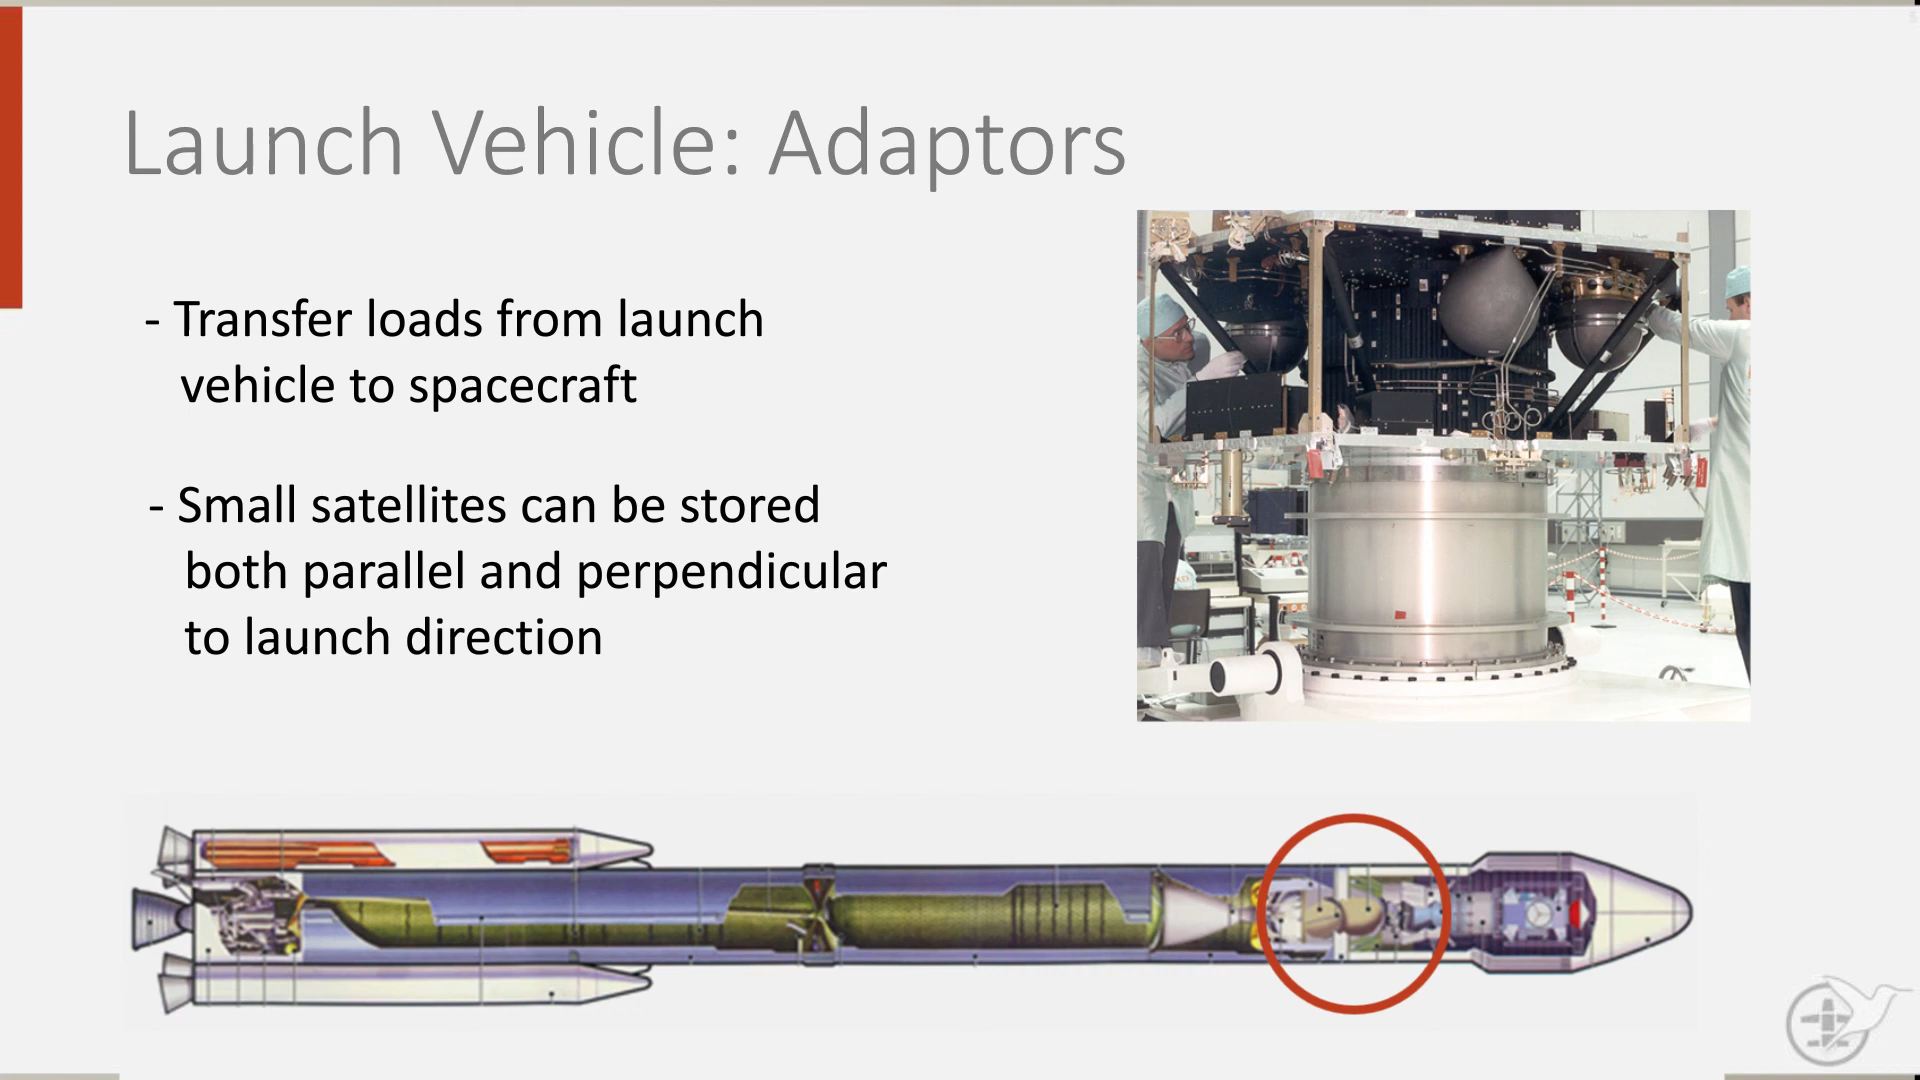 Launch Vehicle: Adaptors
- Transfer loads from launch
vehicle to spacecraft
- Small satellites can be stored
both parallel and perpendicular
to launch direction